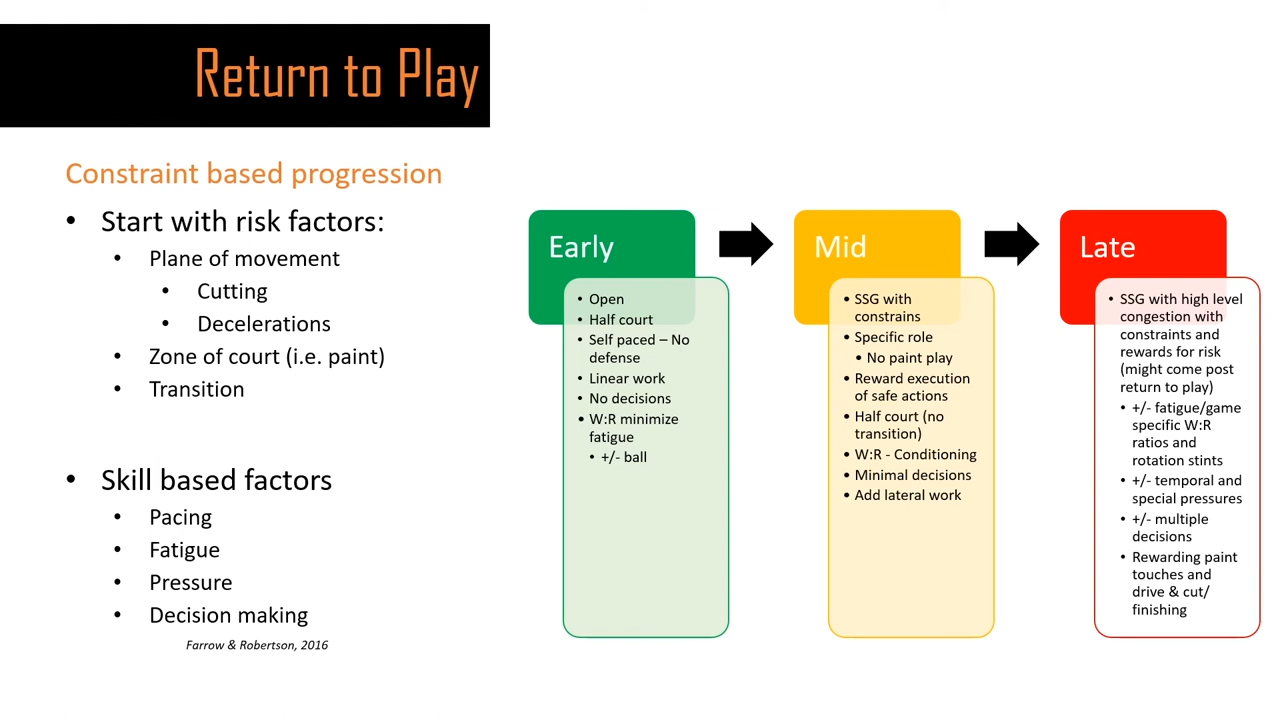 Return to Play
Constraint based progression
• Start with risk factors:
• Plane of movement
• Cutting
• Decelerations
• Zone of court (i.e. paint)
• Transition
• Skill based factors
• Pacing
• Fatigue
• Pressure
• Decision making
Farrow & Robertson, 2016
Early
• Open
• Half court
• Self paced – No
defense
• Linear work
• No decisions
• W:R minimize
fatigue
• +/- ball
Mid
• SSG with
constrains
• Specific role
• No paint play
• Reward execution
of safe actions
• Half court (no
transition)
• W:R - Conditioning
• Minimal decisions
• Add lateral work
Late
• SSG with high level
congestion with
constraints and
rewards for risk
(might come post
return to play)
• +/- fatigue/game
specific W:R
ratios and
rotation stints
• +/- temporal and
special pressures
• +/- multiple
decisions
• Rewarding paint
touches and
drive & cut/
finishing